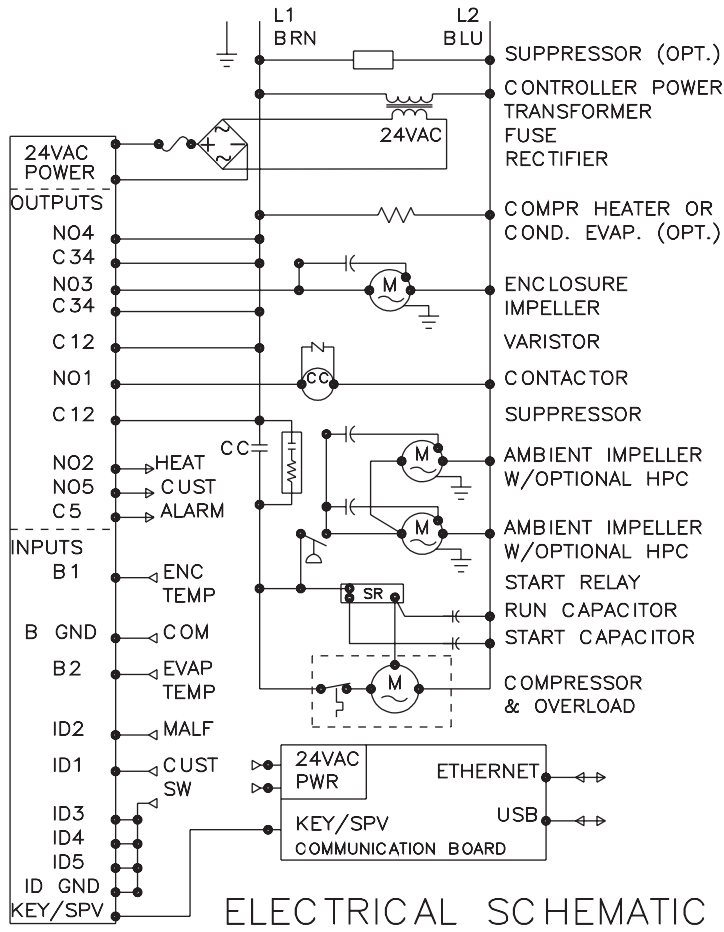 L1
BRN
L2
BLU
SUPPRESSOR (OPT.)
CONTROLLER POWER
TRANSFORMER
FUSE
RECTIFIER
24VAC
24VAC
POWER
OUTPUTS
COMPR HEATER OR
COND. EVAP. (OPT.)
NO4
C34
NO3
M
ENCLOSURE
IMPELLER
C34
C12
VARISTOR
NO1
CC
CONTACTOR
C12
SUPPRESSOR
CC
M
AMBIENT IMPELLER
W/OPTIONAL HPC
NO2
HEAT
NO5
CUST
C5
ALARM
M
AMBIENT IMPELLER
W/OPTIONAL HPC
INPUTS
B1
ENC
TEMP
START RELAY
SR
RUN CAPACITOR
START CAPACITOR
B GND
COM
B2
EVAP
TEMP
M
COMPRESSOR
& OVERLOAD
ID2
MALF
ID1
CUST
SW
24VAC
PWR
ETHERNET
USB
ID3
ID4
ID5
ID GND
KEY/SPV
KEY/SPV
COMMUNICATION BOARD
ELECTRICAL SCHEMATIC